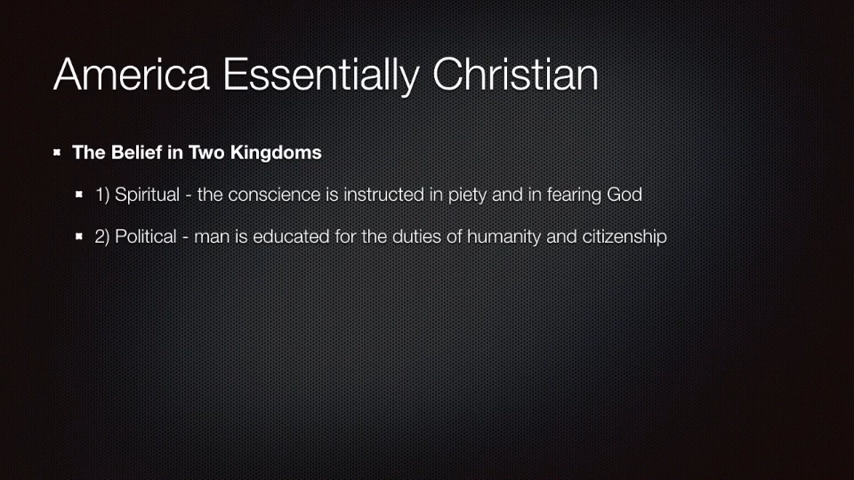 America Essentially Christian
The Belief in Two Kingdoms
1) Spiritual - the conscience is instructed in piety and in fearing God
2) Political - man is educated for the duties of humanity and citizenship